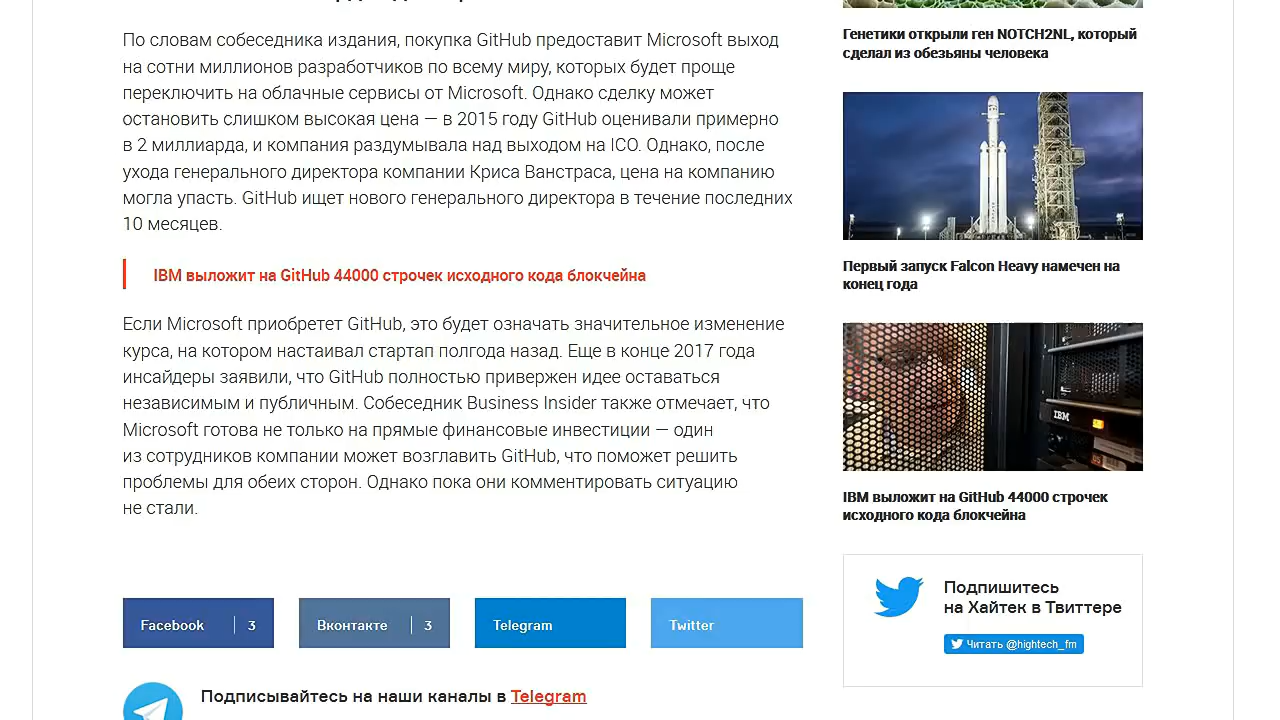 По словам собеседника издания, покупка GitHub предоставит Microsoft выход
на сотни миллионов разработчиков по всему миру, которых будет проще
переключить на облачные сервисы от Microsoft. Однако сделку может
остановить слишком высокая цена — в 2015 году GitHub оценивали примерно
в 2 миллиарда, и компания раздумывала над выходом на ICO. Однако, после
ухода генерального директора компании Криса Ванстраса, цена на компанию
могла упасть. GitHub ищет нового генерального директора в течение последних
10 месяцев.
IBM выложит на GitHub 44000 строчек исходного кода блокчейна
Если Microsoft приобретет GitHub, это будет означать значительное изменение
курса, на котором настаивал стартап полгода назад. Еще в конце 2017 года
инсайдеры заявили, что GitHub полностью привержен идее оставаться
независимым и публичным. Собеседник Business Insider также отмечает, что
Microsoft готова не только на прямые финансовые инвестиции — один
из сотрудников компании может возглавить GitHub, что поможет решить
проблемы для обеих сторон. Однако пока они комментировать ситуацию
не стали.
Facebook 3
Вконтакте 3
Telegram
Twitter
Подписывайтесь на наши каналы в Telegram
Генетики открыли ген NOTCH2NL, который
сделал из обезьяны человека
Первый запуск Falcon Heavy намечен на
конец года
IBM
IBM выложит на GitHub 44000 строчек
исходного кода блокчейна
Подпишитесь
на Хайтек в Твиттере
Читать @hightech_fm